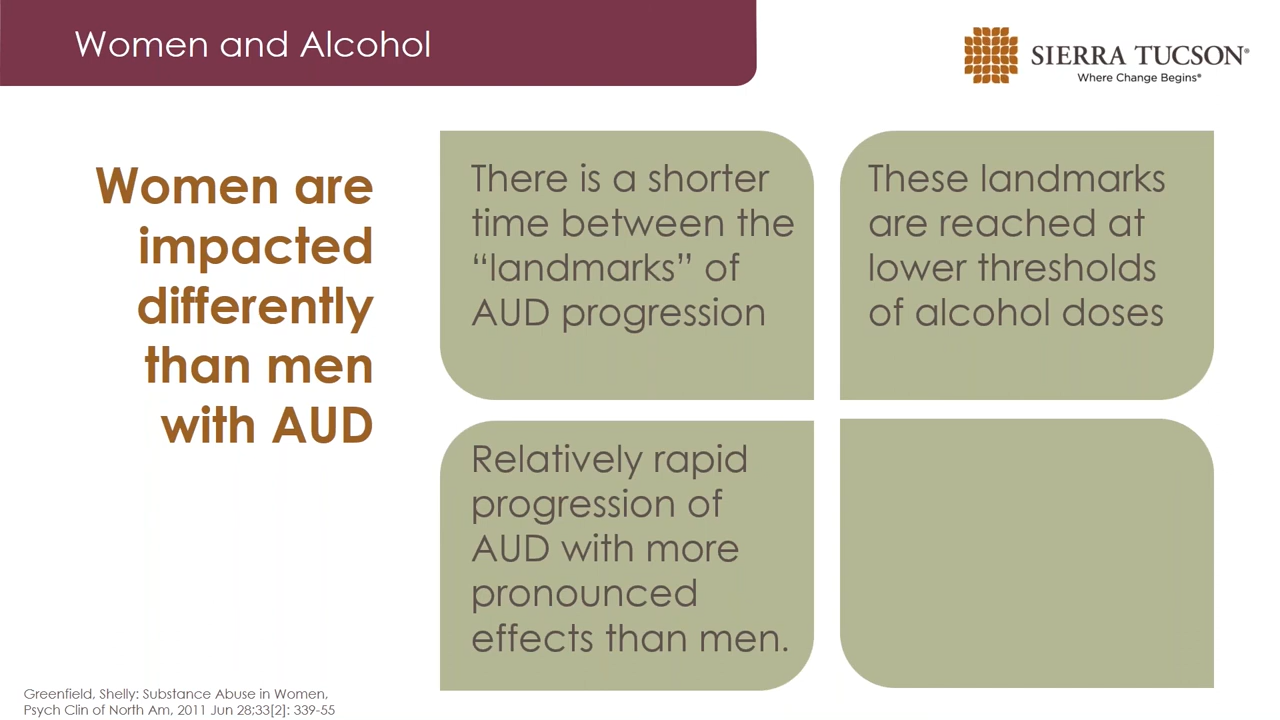 Women and Alcohol
SIERRA TUCSON®
Where Change Begins®
Women are
impacted
differently
than men
with AUD
There is a shorter
time between the
“landmarks” of
AUD progression
These landmarks
are reached at
lower thresholds
of alcohol doses
Relatively rapid
progression of
AUD with more
pronounced
effects than men.
Greenfield, Shelly: Substance Abuse in Women,
Psych Clin of North Am, 2011 Jun 28;33[2]: 339-55